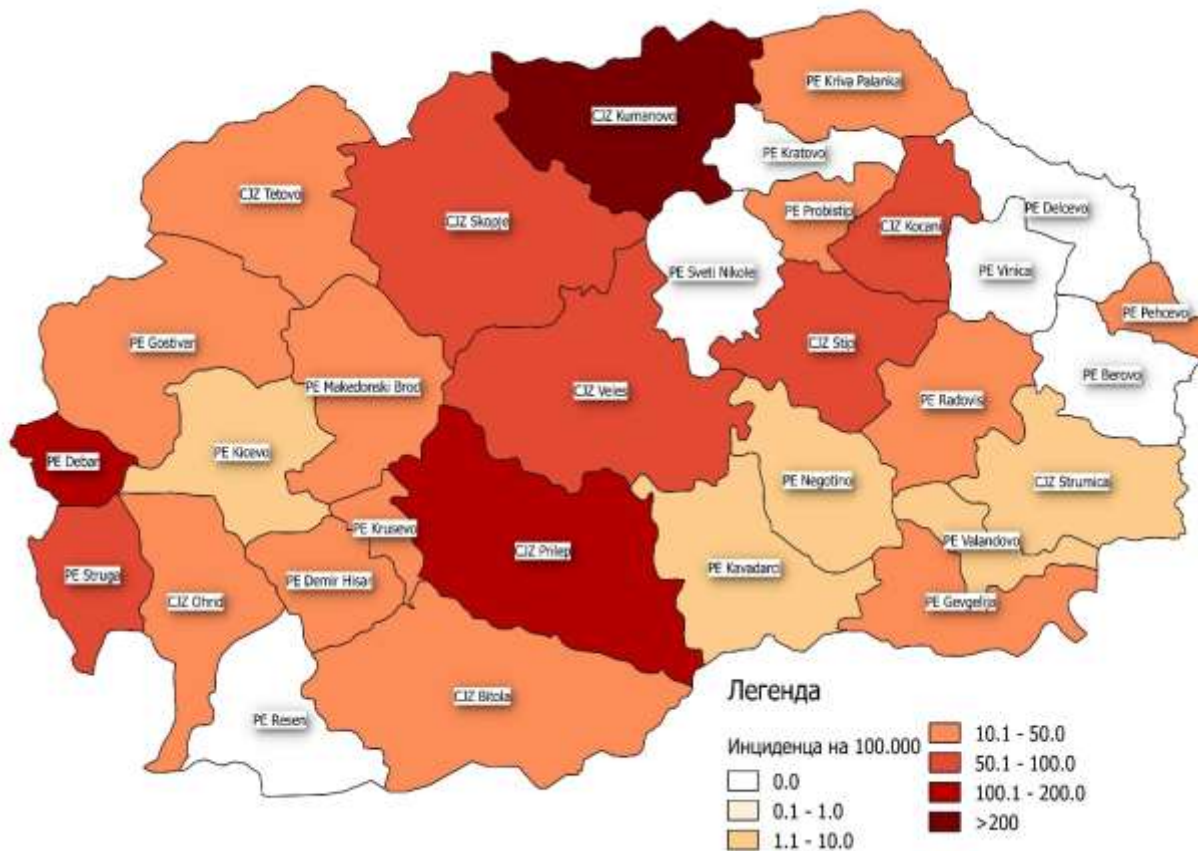 PE Kriva Palanka
CJZ Kumanovo
PE Kratovo
CJZ Tetovo
PE Probistip
PE Delcevo
CJZ Skopje
CJZ Kocani
PE Sveti Nikole
PE Vinica
PE Pehcevo
PE Gostivar
CJZ Stip
PE Makedonski Brod
CJZ Veles
PE Berovo
PE Radovis
PE Kicevo
PE Debar
PE Negotino
CJZ Strumica
PE Krusevo
PE Valandovo
CJZ Prilep
PE Kavadarci
PE Struga
PE Demir Hisar
CJZ Ohrid
PE Gevgelija
CJZ Bitola
PE Resen
Легенда
Инциденца на 100.000
0.0
0.1 - 1.0
1.1 - 10.0
10.1 - 50.0
50.1 - 100.0
100.1 - 200.0
>200